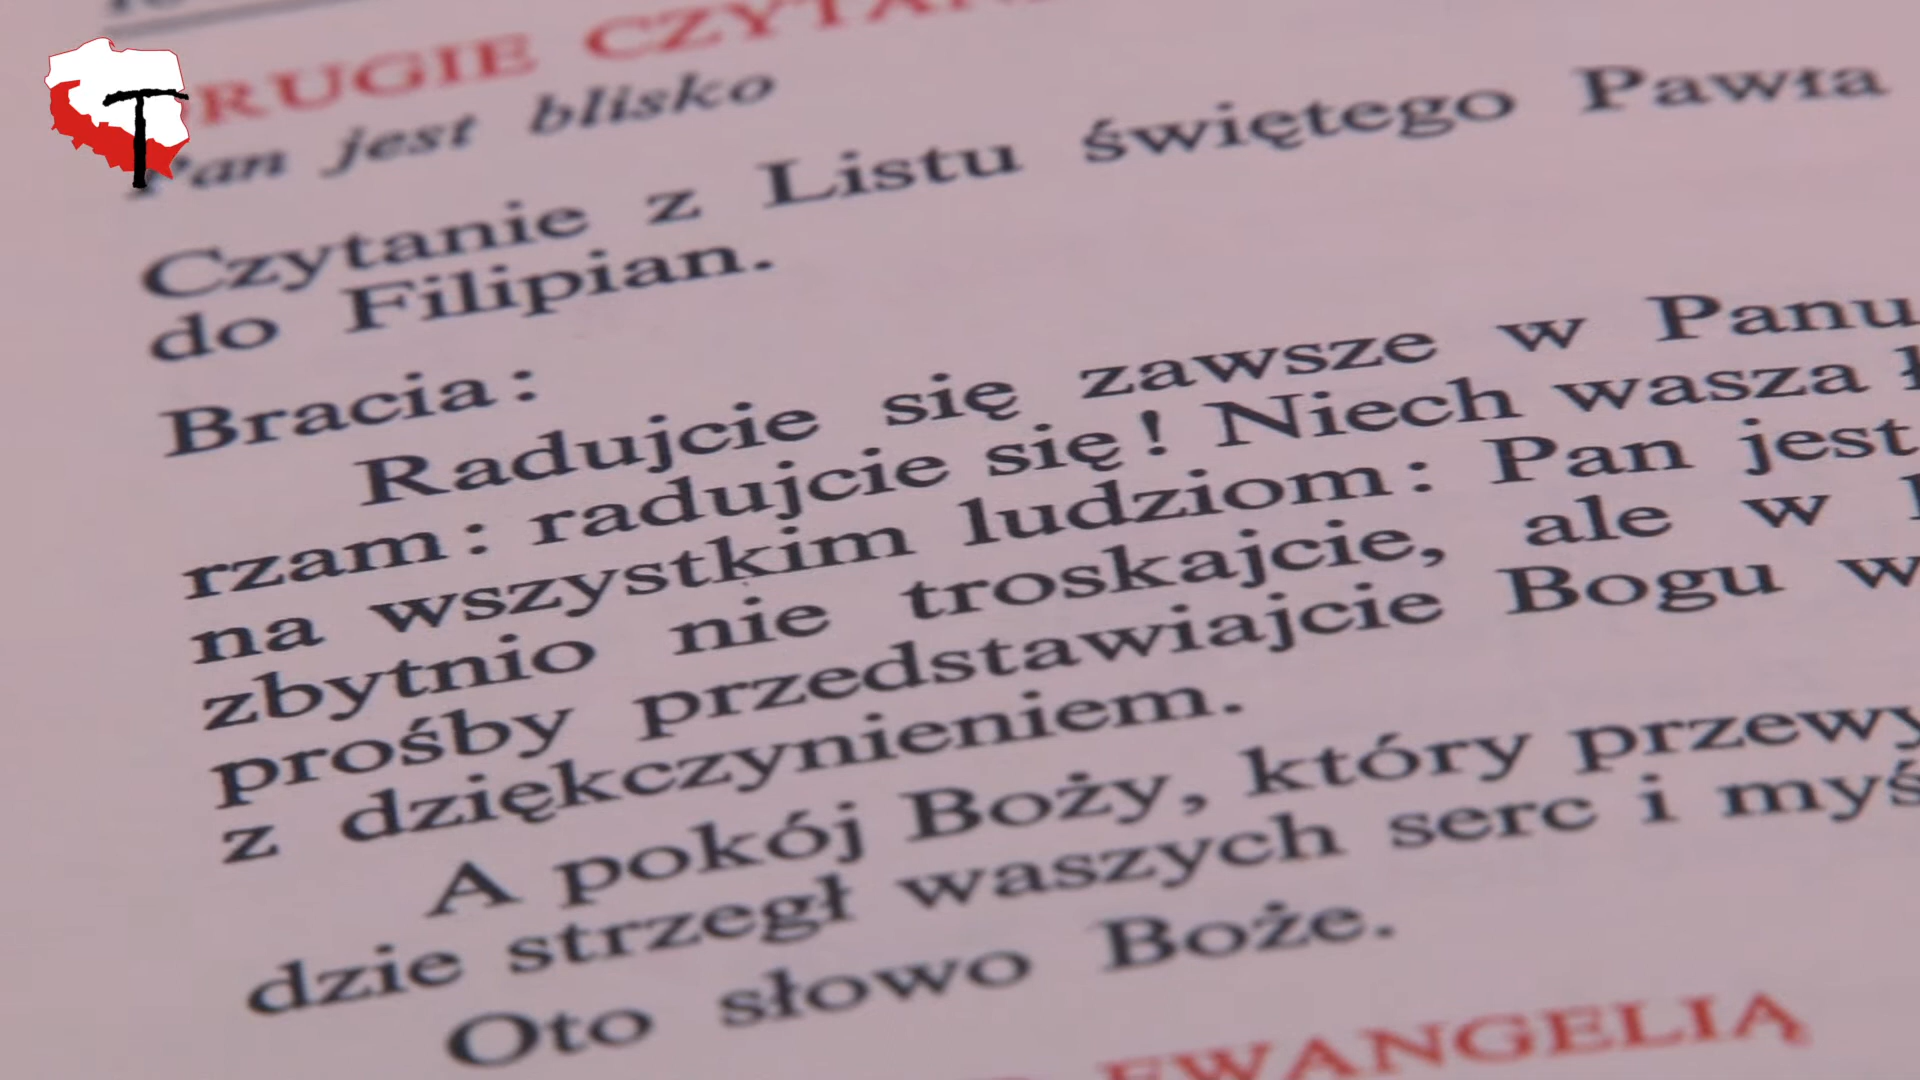 RUGIE CZYTAN
Pan jest blisko
Czytanie z Listu świętego Pawła
do Filipian.
Bracia:
Radujcie się zawsze w Panu
rzam: radujcie się! Niech wasza ł
na wszystkim ludziom: Pan jest
zbytnio nie troskajcie, ale w
prośby przedstawiajcie Bogu w
z dziękczynieniem.
A pokój Boży, który przewy
dzie strzegł waszych serc i myś
Oto słowo Boże.
EWANGELIĄ